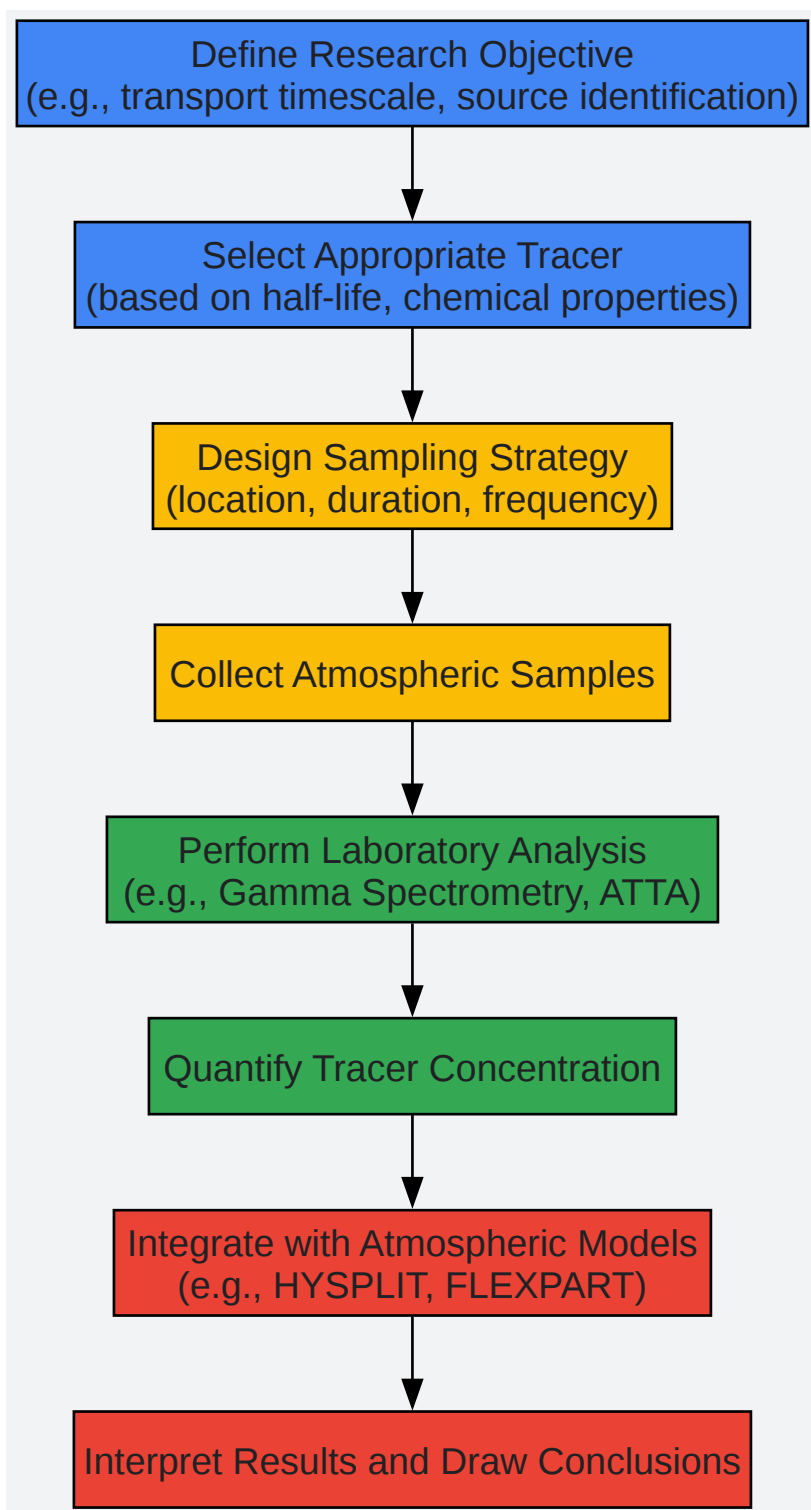 Define Research Objective
(e.g., transport timescale, source identification)
Select Appropriate Tracer
(based on half-life, chemical properties)
Design Sampling Strategy
(location, duration, frequency)
Collect Atmospheric Samples
Perform Laboratory Analysis
(e.g., Gamma Spectrometry, ATTA)
Quantify Tracer Concentration
Integrate with Atmospheric Models
(e.g., HYSPLIT, FLEXPART)
Interpret Results and Draw Conclusions